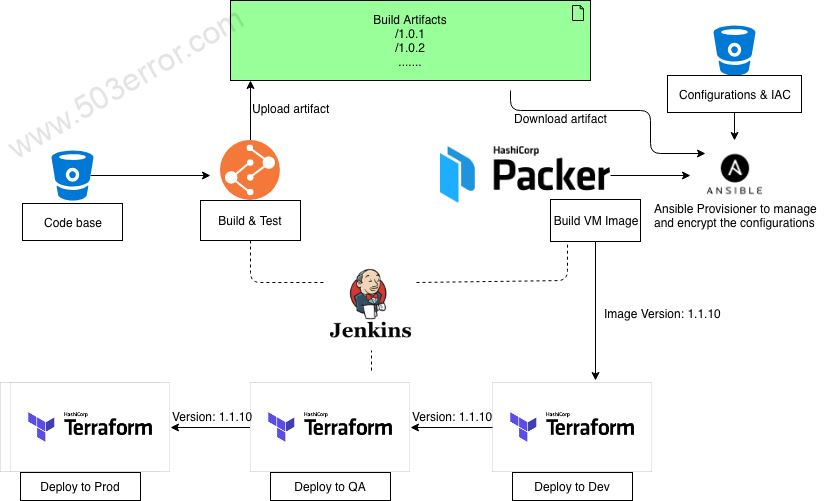 Build Artifacts
/1.0.1
/1.0.2
.......
www.503error.com
Configurations & IAC
Upload artifact
Download artifact
HashiCorp
Packer
ANSIBLE
Code base
Build & Test
Build VM Image
Ansible Provisioner to manage
and encrypt the configurations
Jenkins
Image Version: 1.1.10
HashiCorp
Terraform
Version: 1.1.10
HashiCorp
Terraform
Version: 1.1.10
HashiCorp
Terraform
Deploy to Prod
Deploy to QA
Deploy to Dev